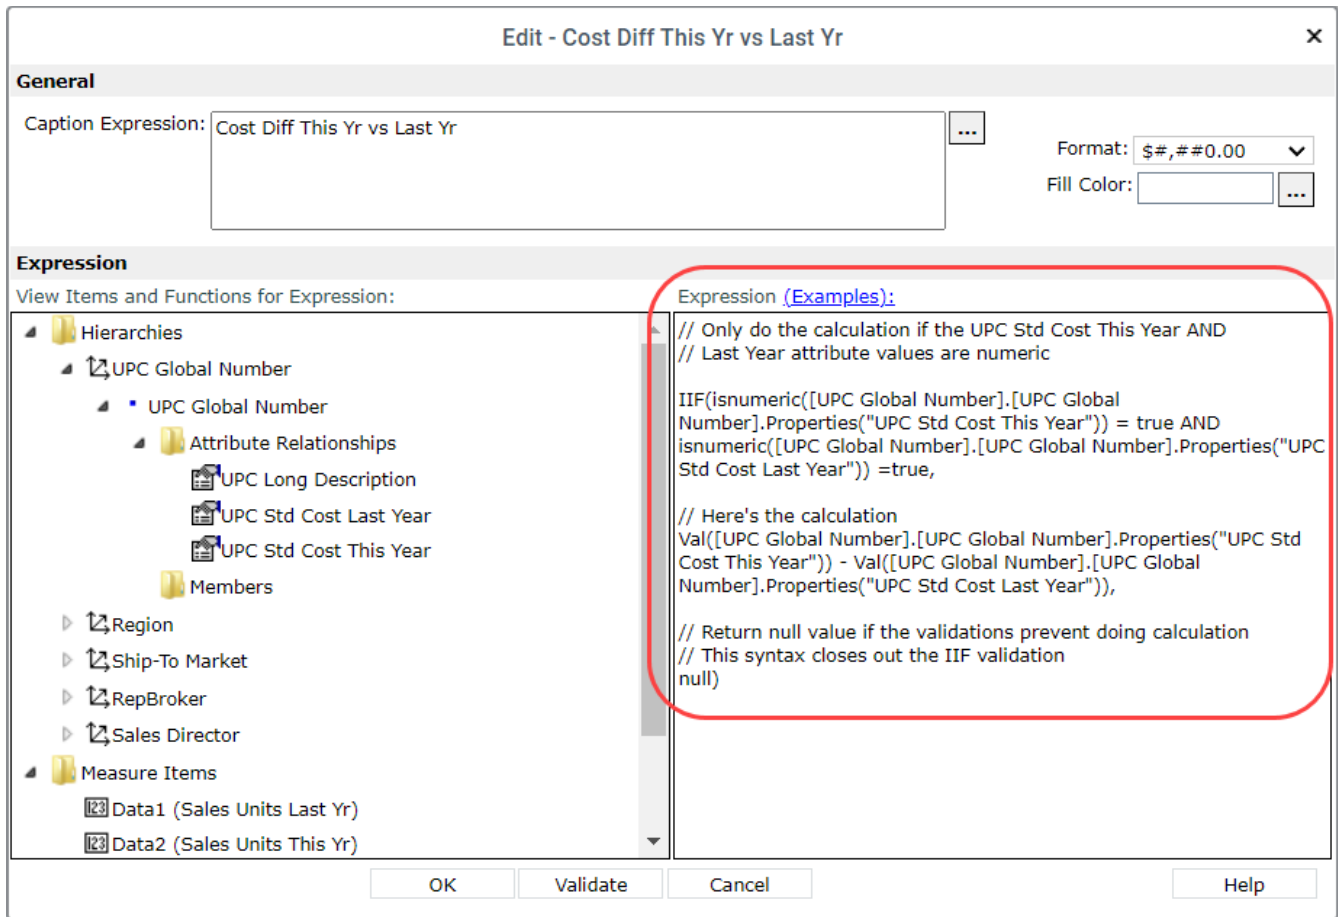 Edit - Cost Diff This Yr vs Last Yr
General
Caption Expression:
Cost Diff This Yr vs Last Yr
...
Format:
$#,##0.00
Fill Color:
...
Expression
View Items and Functions for Expression:
Hierarchies
UPC Global Number
UPC Global Number
Attribute Relationships
UPC Long Description
UPC Std Cost Last Year
UPC Std Cost This Year
Members
Region
Ship-To Market
RepBroker
Sales Director
Measure Items
123 Data1 (Sales Units Last Yr)
123 Data2 (Sales Units This Yr)
Expression (Examples):
// Only do the calculation if the UPC Std Cost This Year AND
// Last Year attribute values are numeric
IIF(isnumeric([UPC Global Number].[UPC Global
Number].Properties("UPC Std Cost This Year")) = true AND
isnumeric([UPC Global Number].[UPC Global Number].Properties("UPC
Std Cost Last Year")) =true,
// Here's the calculation
Val([UPC Global Number].[UPC Global Number].Properties("UPC Std
Cost This Year")) - Val([UPC Global Number].[UPC Global
Number].Properties("UPC Std Cost Last Year")),
// Return null value if the validations prevent doing calculation
// This syntax closes out the IIF validation
null)
OK
Validate
Cancel
Help